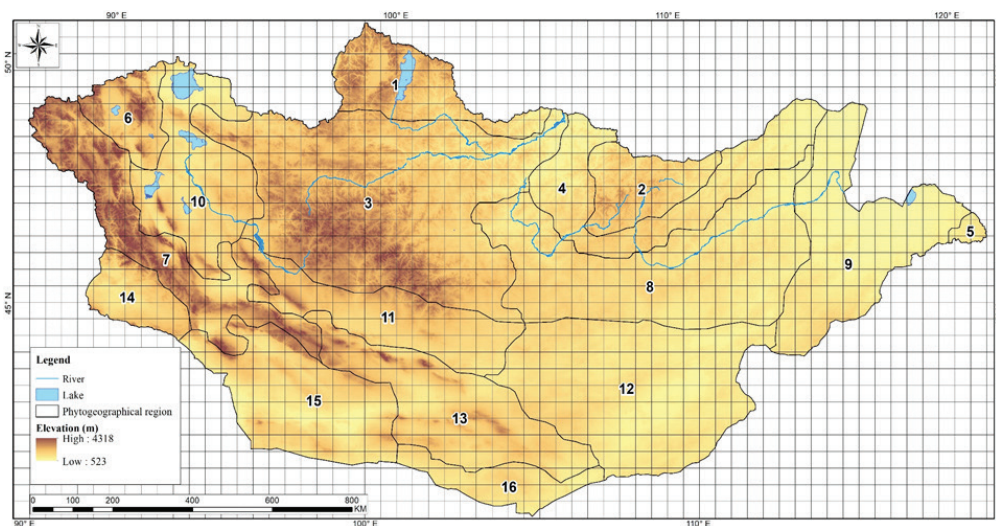 90° E
100° E
110° E
120° E
50° N
45° N
1
6
4
2
10
3
5
7
9
14
8
11
12
15
13
16
Legend
River
Lake
Phytogeographical region
Elevation (m)
High : 4318
Low : 523
0 100 200 400 600 800
KM
90° E
100° E
110° E